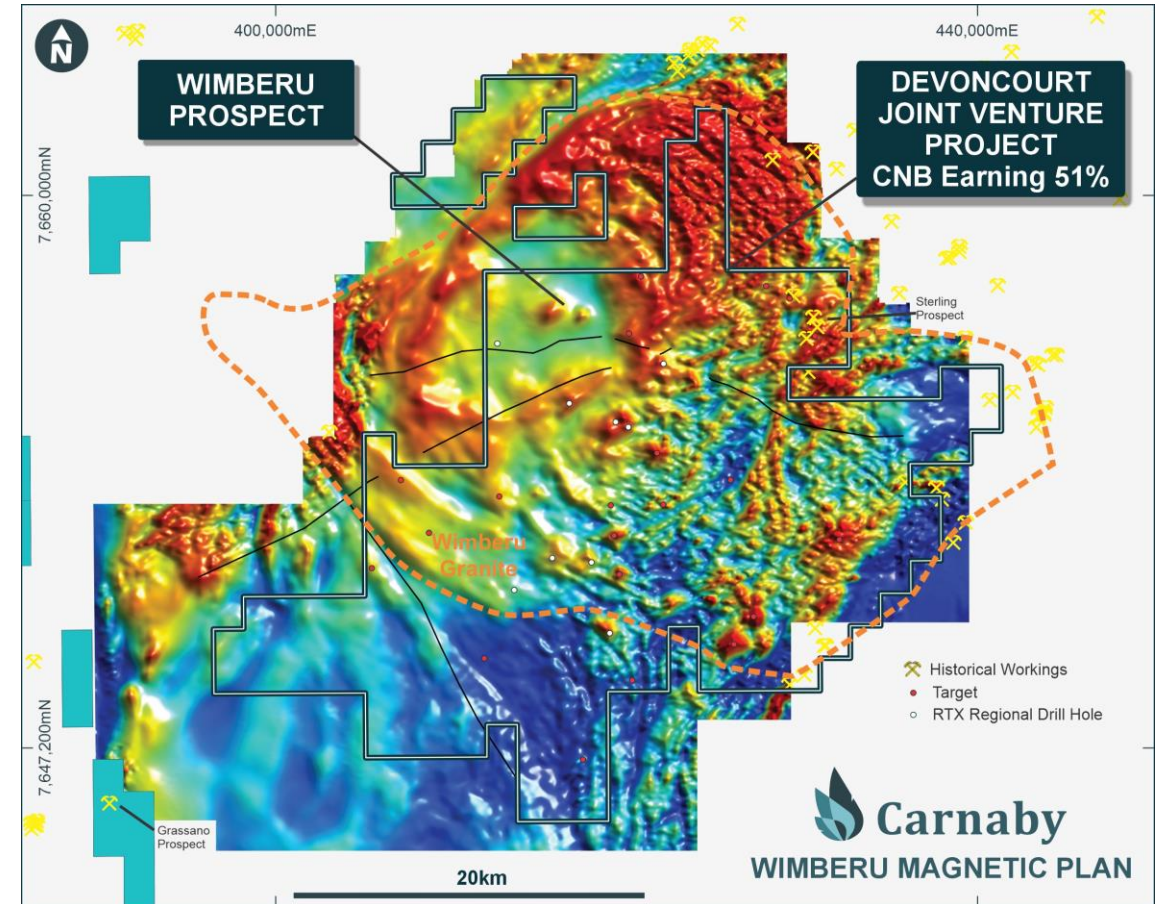 400,000mE
440,000mE
N
WIMBERU
PROSPECT
DEVONCOURT
JOINT VENTURE
PROJECT
CNB Earning 51%
7,660,000mN
Sterling
Prospect
Wimberu
Granite
Historical Workings
Target
RTX Regional Drill Hole
7,647,200mN
Grassano
Prospect
Carnaby
WIMBERU MAGNETIC PLAN
20km